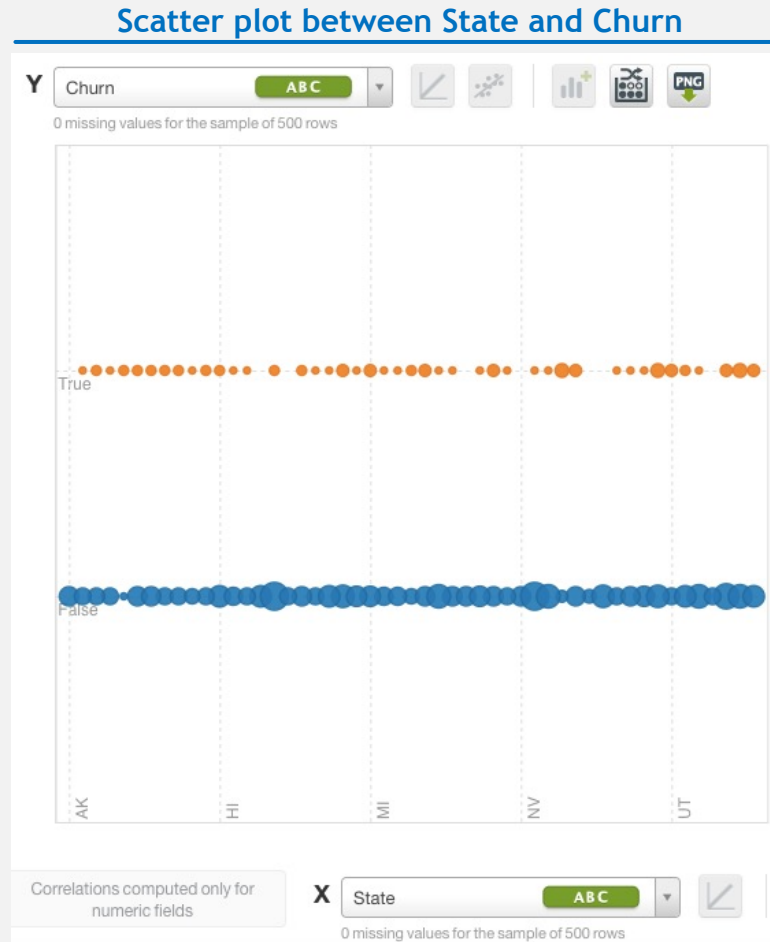 Scatter plot between State and Churn
Y Churn ABC PNG
0 missing values for the sample of 500 rows
True
False
AK HI MI NV UT
Correlations computed only for
numeric fields
X State ABC
0 missing values for the sample of 500 rows